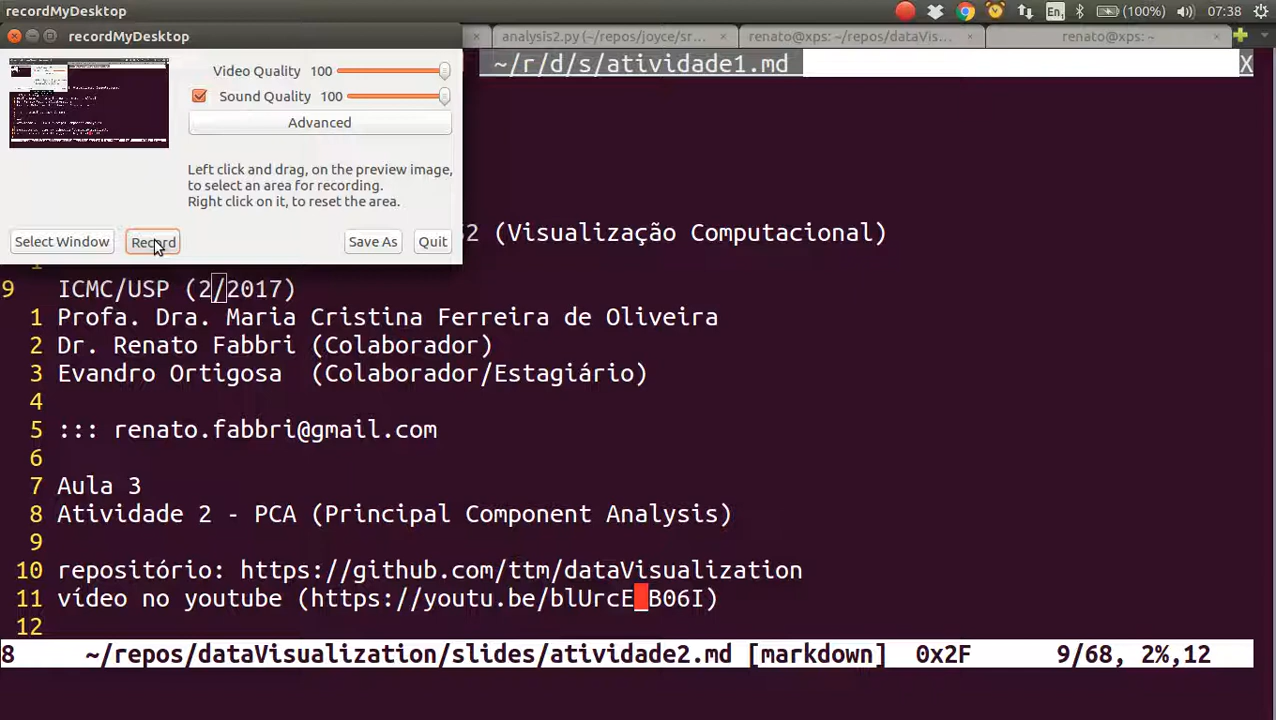 recordMyDesktop
En₁
(100%)
07:38
recordMyDesktop
analysis2.py (~/repos/joyce/sr...
×
renato@xps: ~/repos/dataVis...
×
renato@xps: ~
×
~/r/d/s/atividade1.md
X
Video Quality 100
Sound Quality 100
Advanced
Left click and drag, on the preview image,
to select an area for recording.
Right click on it, to reset the area.
Select Window
Record
Save As
Quit
2 (Visualização Computacional)
9 ICMC/USP (2/2017)
1 Profa. Dra. Maria Cristina Ferreira de Oliveira
2 Dr. Renato Fabbri (Colaborador)
3 Evandro Ortigosa (Colaborador/Estagiário)
4
5 ::: renato.fabbri@gmail.com
6
7 Aula 3
8 Atividade 2 - PCA (Principal Component Analysis)
9
10 repositório: https://github.com/ttm/dataVisualization
11 vídeo no youtube (https://youtu.be/blUrcE_B06I)
12
8 ~/repos/dataVisualization/slides/atividade2.md [markdown] 0x2F 9/68, 2%,12